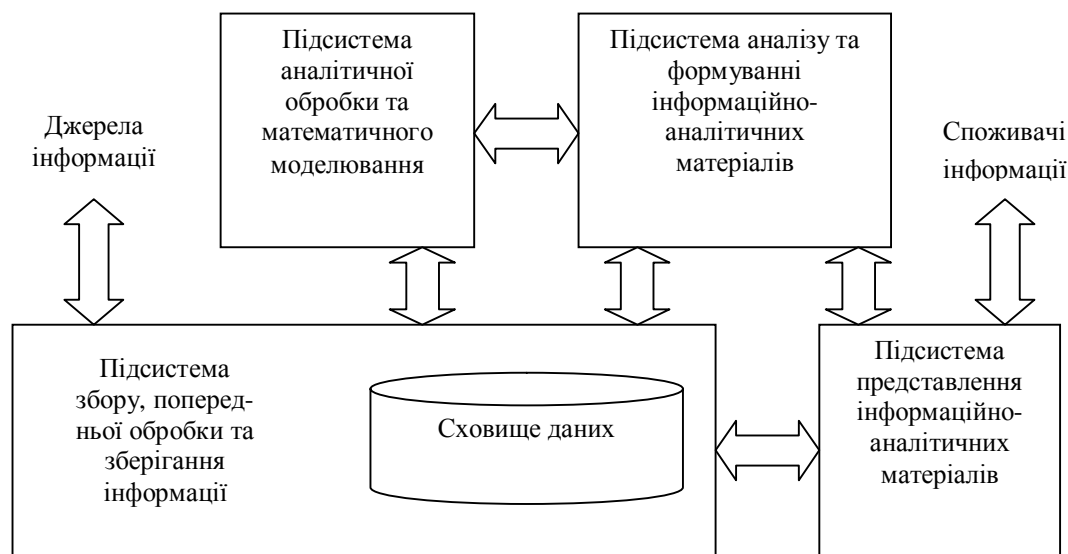 Підсистема
аналітичної
обробки та
математичного
моделювання
Підсистема аналізу та
формуванні
інформаційно-
аналітичних
матеріалів
Джерела
інформації
Споживачі
інформації
Підсистема
збору, поперед-
ньої обробки та
зберігання
інформації
Сховище даних
Підсистема
представлення
інформаційно-
аналітичних
матеріалів